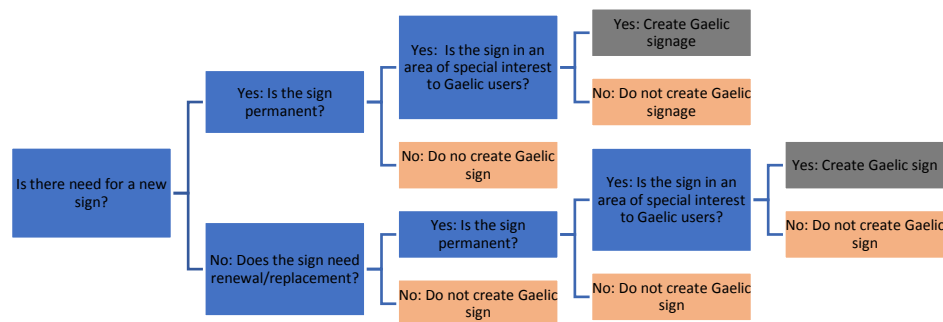 Is there need for a new
sign?
Yes: Is the sign
permanent?
Yes:  Is the sign in an
area of special interest
to Gaelic users?
Yes: Create Gaelic
signage
No: Do not create Gaelic
signage
No: Do no create Gaelic
sign
No: Does the sign need
renewal/replacement?
Yes: Is the sign
permanent?
Yes: Is the sign in an
area of special interest
to Gaelic users?
Yes: Create Gaelic sign
No: Do not create Gaelic
sign
No: Do not create Gaelic
sign
No: Do not create Gaelic
sign